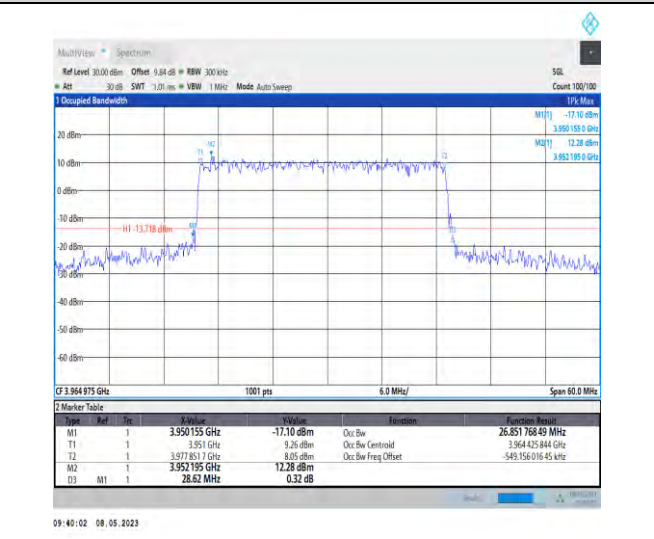 MultiView Spectrum
Ref Level 30.00 dBm Offset 9.84 dB RBW 300 kHz SGL
Att 30 dB SWT 1.01 ms VBW 1 MHz Mode Auto Sweep Count 100/100
1 Occupied Bandwidth 1Pk Max
M1[1] -17.10 dBm
3.950 155 0 GHz
M2[1] 12.28 dBm
3.952 195 0 GHz
20 dBm
M2
T1
T2
10 dBm
0 dBm
-10 dBm
H1 -13.718 dBm
M1
D3
-20 dBm
-30 dBm
-40 dBm
-50 dBm
-60 dBm
CF 3.964 975 GHz 1001 pts 6.0 MHz/ Span 60.0 MHz
2 Marker Table
Type Ref Trc X-Value Y-Value Function Function Result
M1 1 3.950155 GHz -17.10 dBm Occ Bw 26.851 768 49 MHz
T1 1 3.951 GHz 9.26 dBm Occ Bw Centroid 3.964 425 844 GHz
T2 1 3.977 851 7 GHz 8.05 dBm Occ Bw Freq Offset -549.156 016 45 kHz
M2 1 3.952195 GHz 12.28 dBm
D3 M1 1 28.62 MHz 0.32 dB
09:40:02 08.05.2023